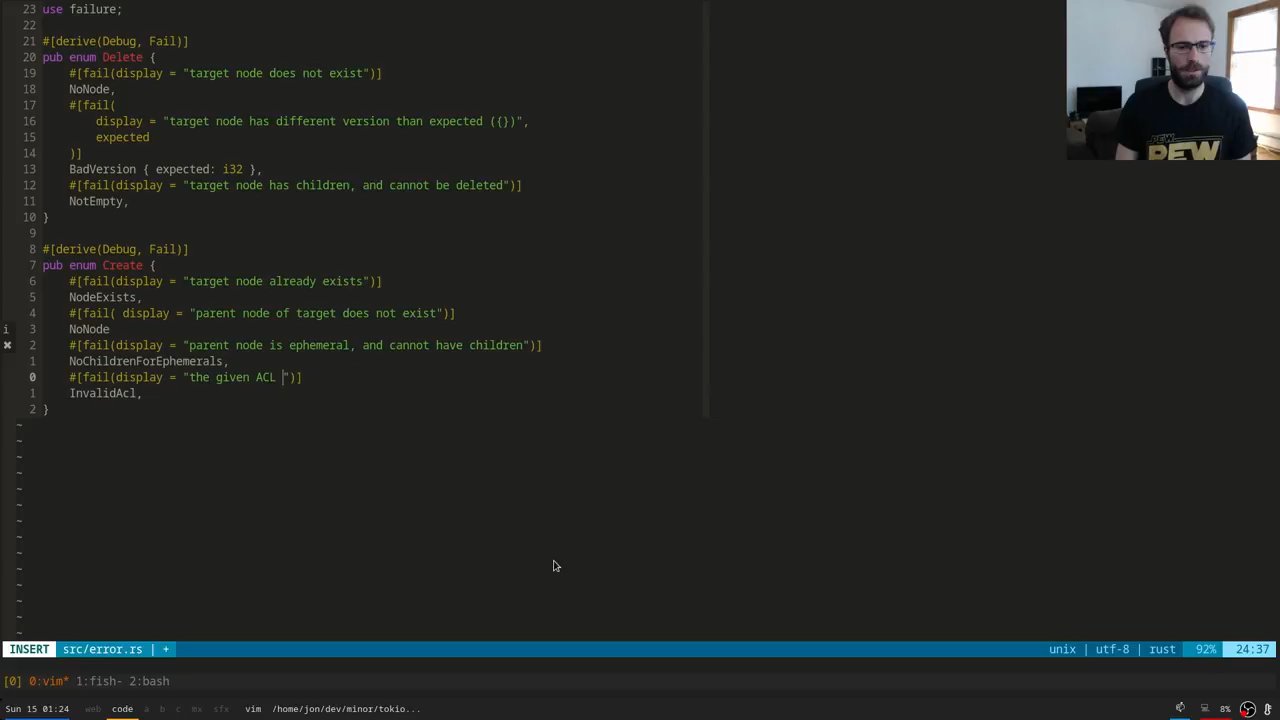 23 use failure;
22
21 #[derive(Debug, Fail)]
20 pub enum Delete {
19     #[fail(display = "target node does not exist")]
18     NoNode,
17     #[fail(
16         display = "target node has different version than expected ({})",
15         expected
14     )]
13     BadVersion { expected: i32 },
12     #[fail(display = "target node has children, and cannot be deleted")]
11     NotEmpty,
10 }
9
8 #[derive(Debug, Fail)]
7 pub enum Create {
6     #[fail(display = "target node already exists")]
5     NodeExists,
4     #[fail( display = "parent node of target does not exist")]
i 3     NoNode
✖ 2     #[fail(display = "parent node is ephemeral, and cannot have children")]
1     NoChildrenForEphemerals,
0     #[fail(display = "the given ACL ")]
1     InvalidAcl,
2 }
~
~
~
~
~
~
~
~
~
~
~
~
~
~
INSERT src/error.rs | + unix | utf-8 | rust 92% 24:37
[0] 0:vim* 1:fish- 2:bash
Sun 15 01:24 web code a b c mx sfx vim /home/jon/dev/minor/tokio... 8%
PEW
PEW